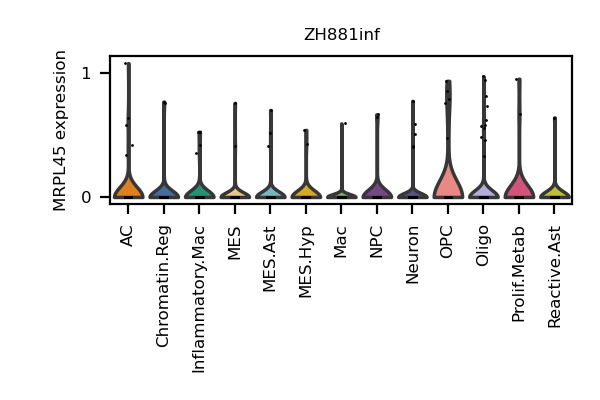 ZH881inf
MRPL45 expression
1
0
AC
Chromatin.Reg
Inflammatory.Mac
MES
MES.Ast
MES.Hyp
Mac
NPC
Neuron
OPC
Oligo
Prolif.Metab
Reactive.Ast